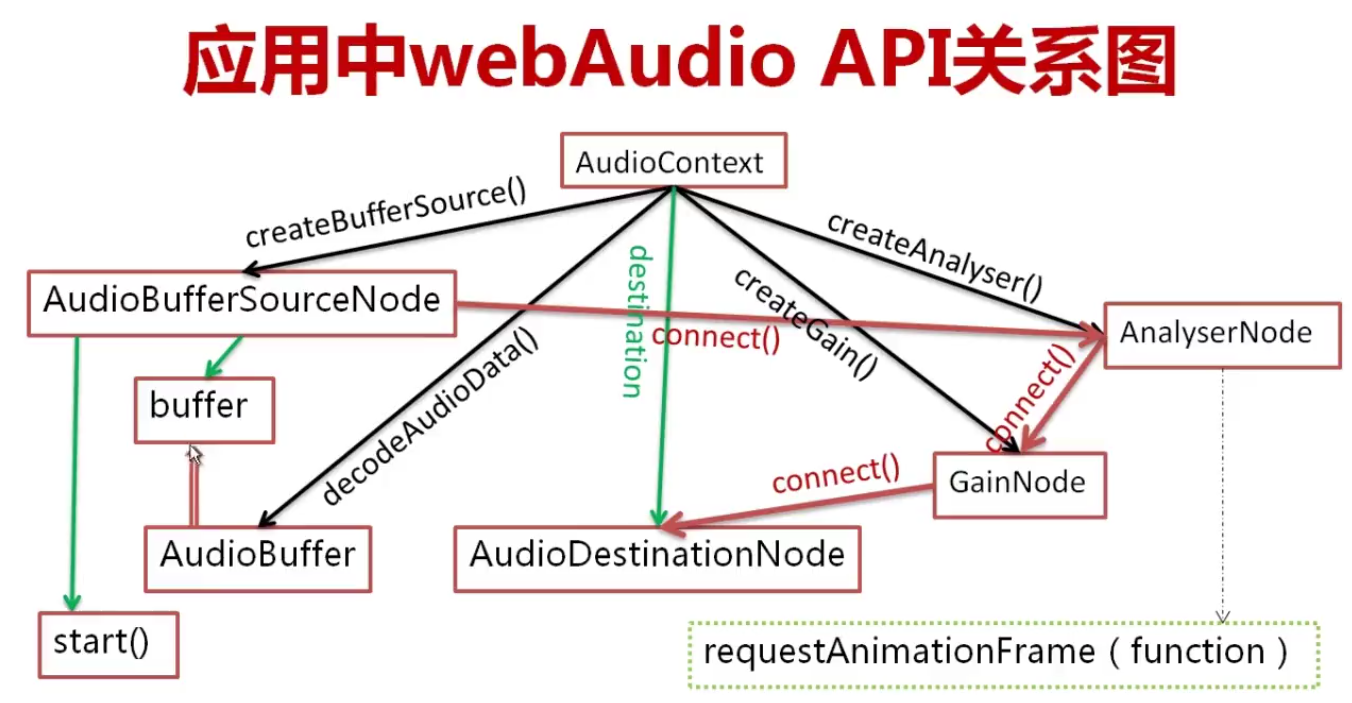 应用中webAudio API关系图
AudioContext
createBufferSource()
createAnalyser()
destination
createGain()
AudioBufferSourceNode
connect()
AnalyserNode
decodeAudioData()
connect()
buffer
connect()
GainNode
AudioBuffer
AudioDestinationNode
start()
requestAnimationFrame（function）